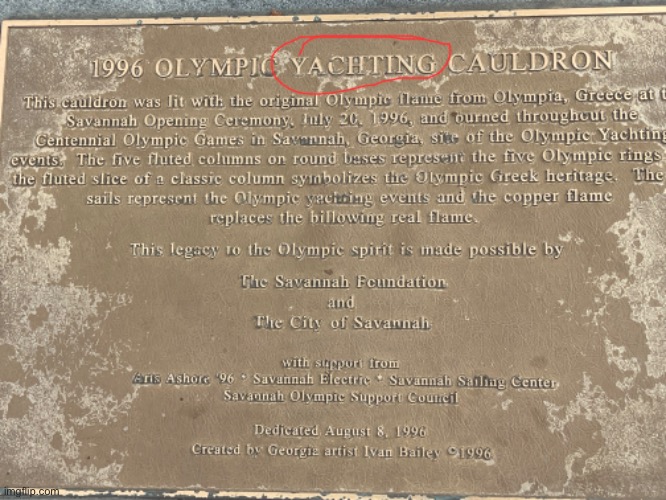 1996 OLYMPIC YACHTING CAULDRON
This cauldron was lit with the original Olympic flame from Olympia, Greece at t
Savannah Opening Ceremony, July 20, 1996, and burned throughout the
Centennial Olympic Games in Savannah, Georgia, site of the Olympic Yachting
events. The five fluted columns on round bases represent the five Olympic rings
the fluted slice of a classic column symbolizes the Olympic Greek heritage. The
sails represent the Olympic yachting events and the copper flame
replaces the billowing real flame.
This legacy to the Olympic spirit is made possible by
The Savannah Foundation
and
The City of Savannah
with support from
Arts Ashore '96 * Savannah Electric * Savannah Sailing Center
Savannah Olympic Support Council
Dedicated August 8, 1996
Created by Georgia artist Ivan Bailey ©1996
imgflip.com